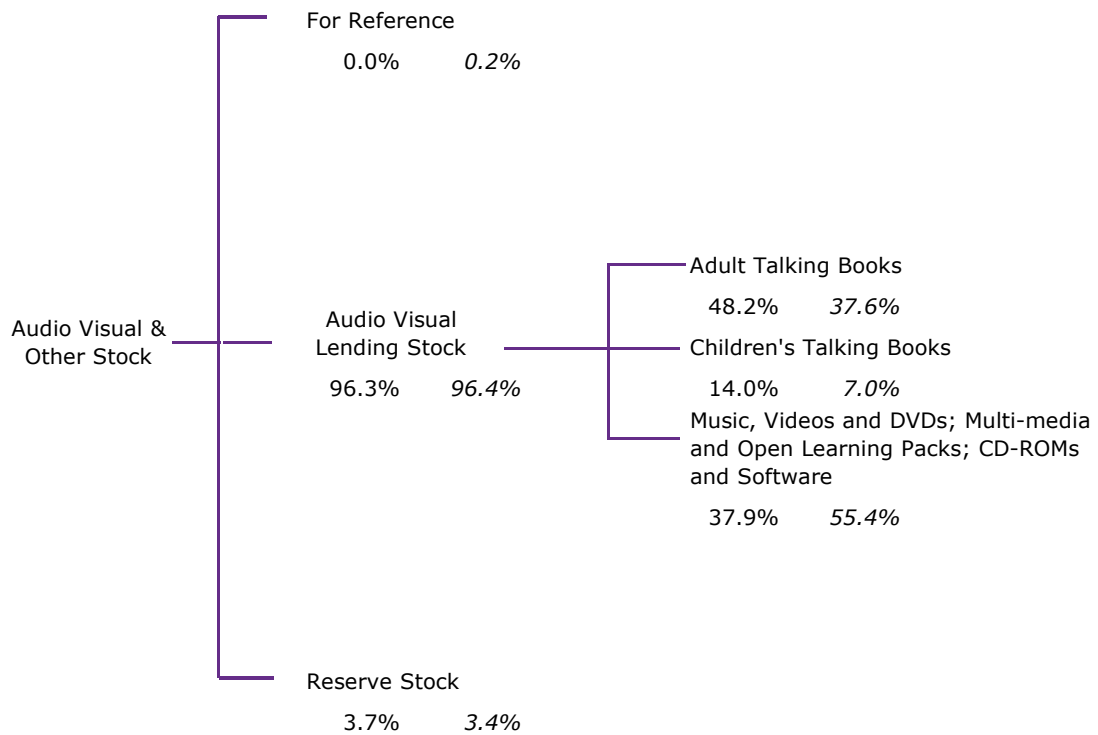 For Reference
0.0% 0.2%
Audio Visual &
Other Stock
Audio Visual
Lending Stock
96.3% 96.4%
Adult Talking Books
48.2% 37.6%
Children's Talking Books
14.0% 7.0%
Music, Videos and DVDs; Multi-media
and Open Learning Packs; CD-ROMs
and Software
37.9% 55.4%
Reserve Stock
3.7% 3.4%